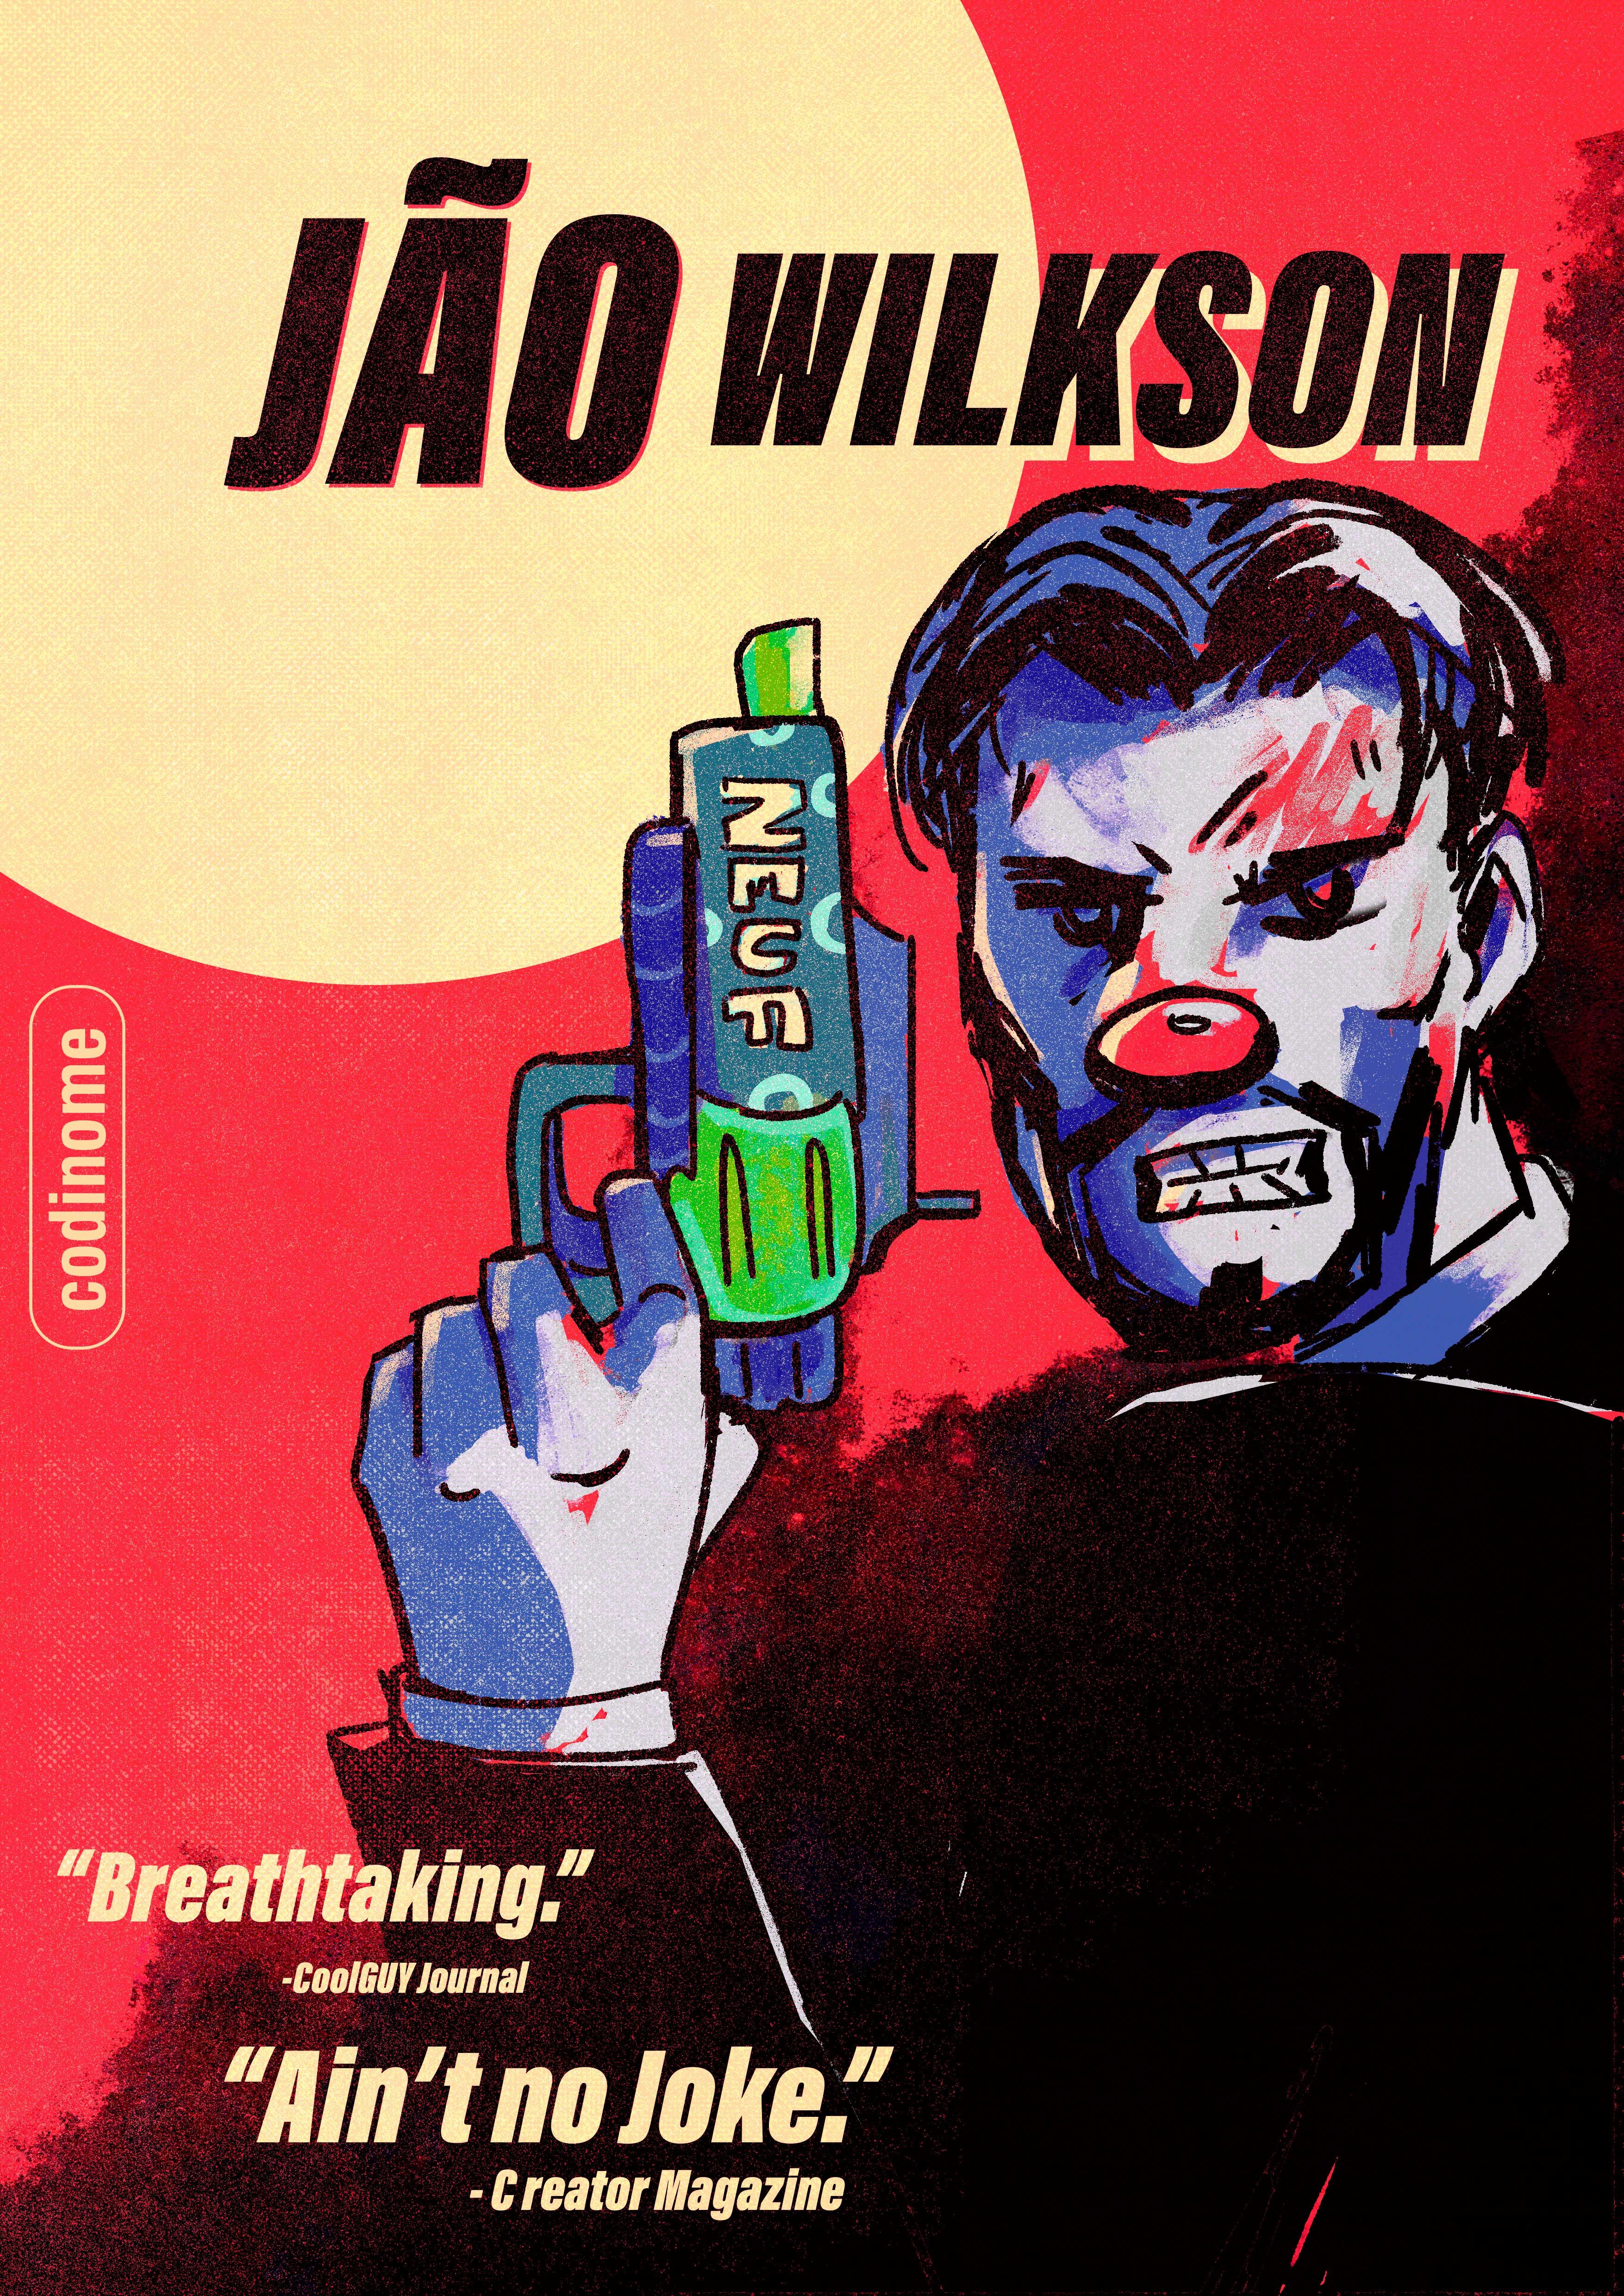 JÃO WILKSON
NEUF
codinome
“Breathtaking.”
-CoolGUY Journal
“Ain’t no Joke.”
- C reator Magazine